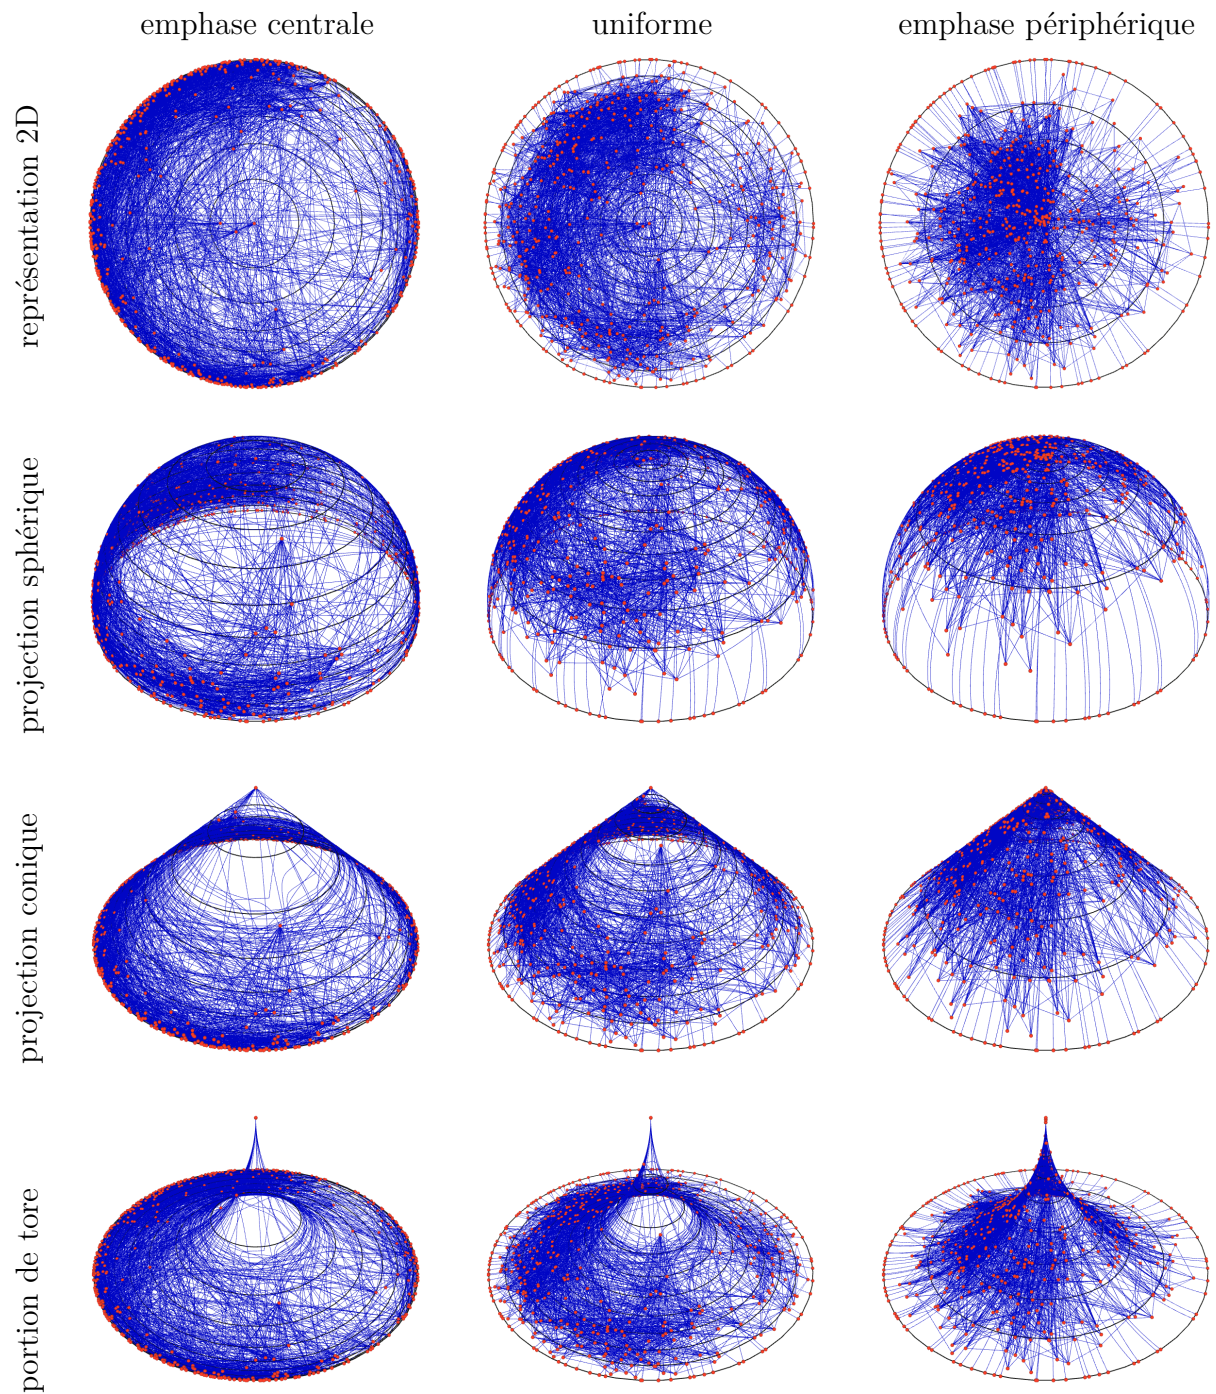 emphase centrale
uniforme
emphase périphérique
représentation 2D
projection sphérique
projection conique
portion de tore